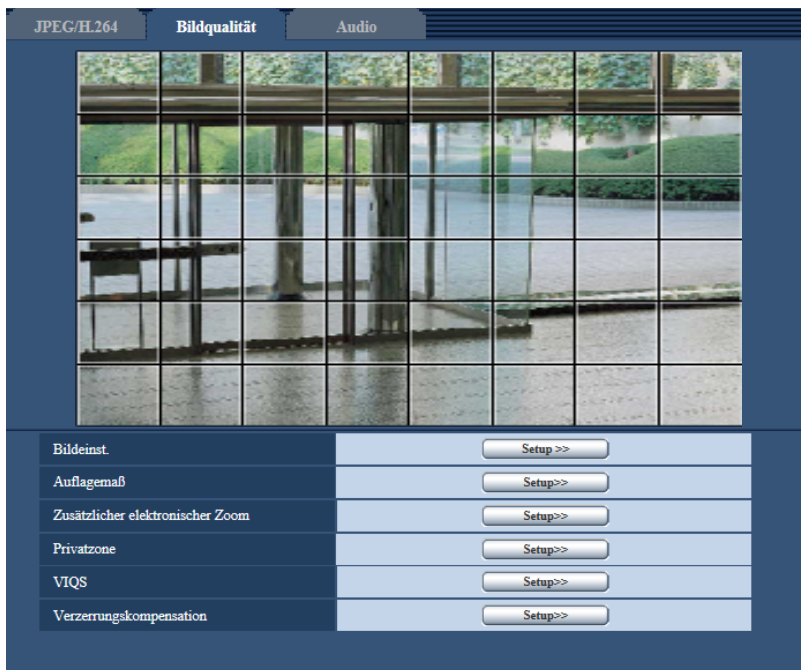 JPEG/H.264 Bildqualität Audio
Bildeinst. Setup >>
Auflagemaß Setup>>
Zusätzlicher elektronischer Zoom Setup>>
Privatzone Setup>>
VIQS Setup>>
Verzerrungskompensation Setup>>